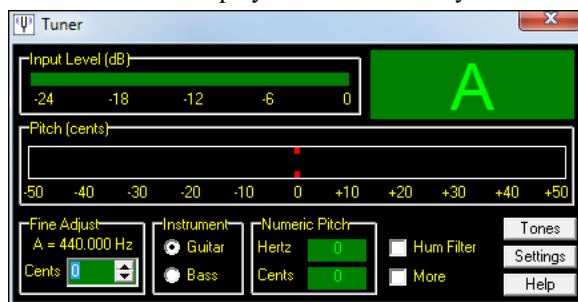 Tuner
Input Level (dB)
-24 -18 -12 -6 0
A
Pitch (cents)
-50 -40 -30 -20 -10 0 +10 +20 +30 +40 +50
Fine Adjust
A = 440.000 Hz
Cents 0
Instrument
Guitar
Bass
Numeric Pitch
Hertz 0
Cents 0
Hum Filter
More
Tones
Settings
Help